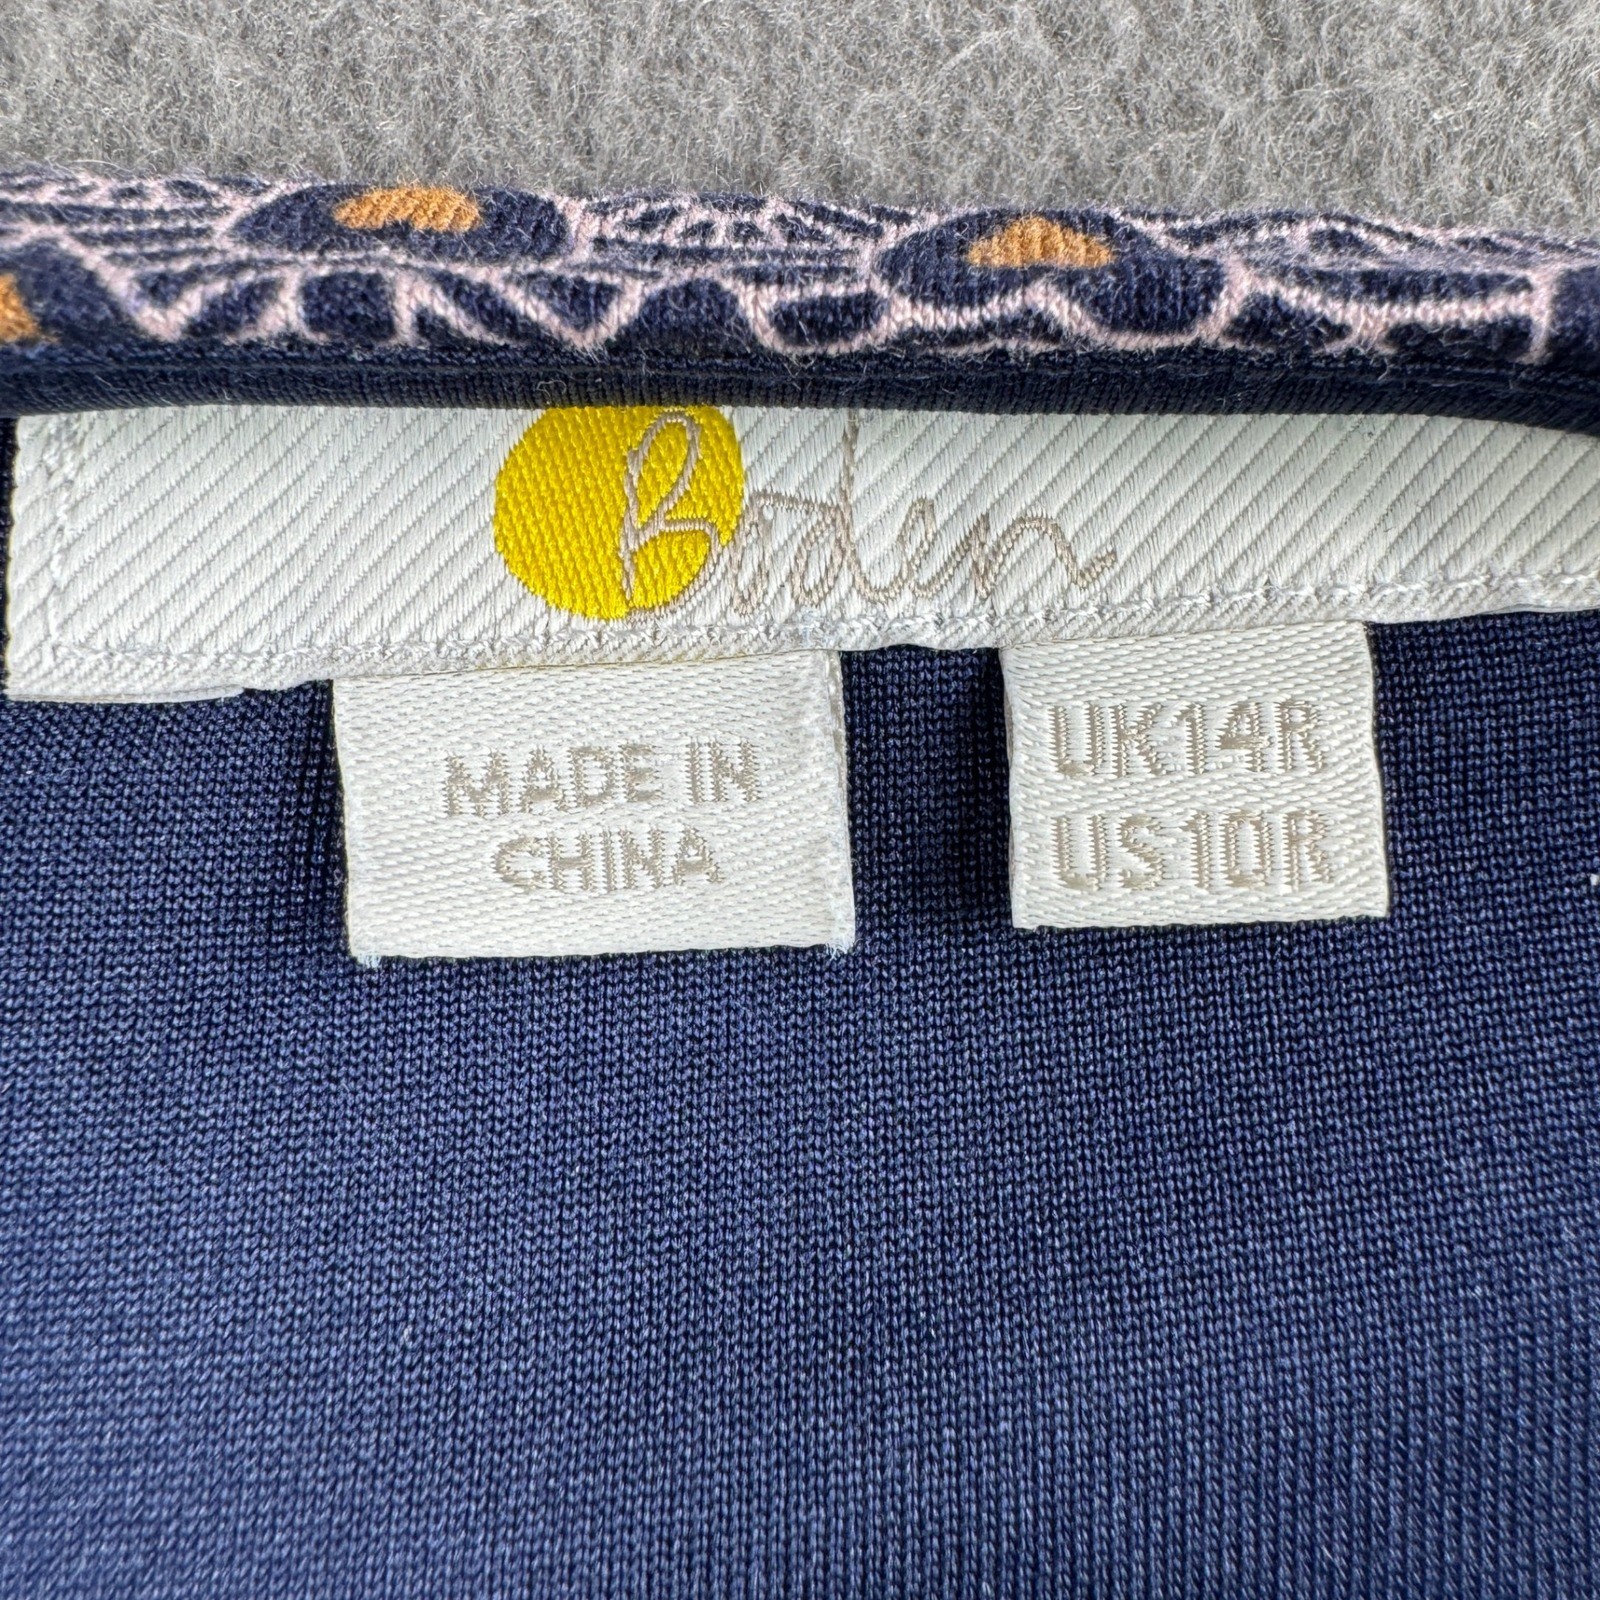 Boden
MADE IN
CHINA
UK14R
US10R